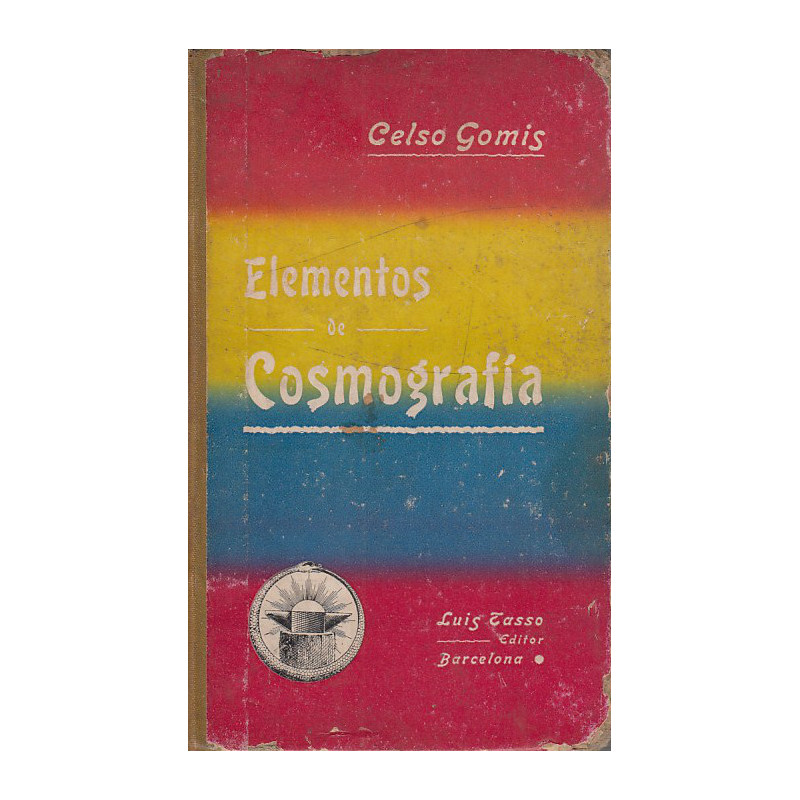 Celso Gomis
Elementos
de
Cosmografía
Luis Tasso
Editor
Barcelona